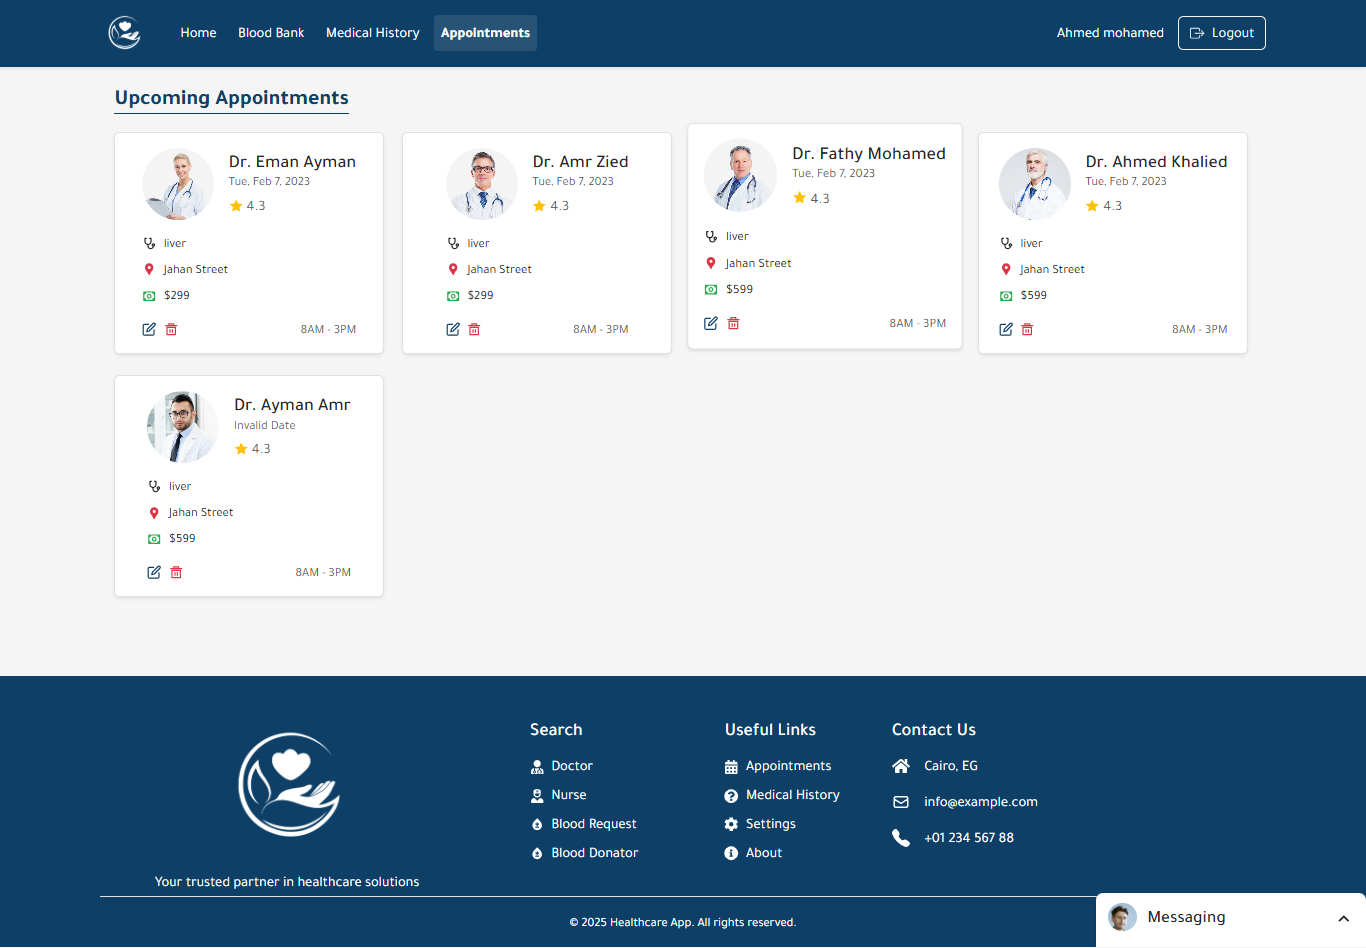 Home
Blood Bank
Medical History
Appointments
Ahmed mohamed
Logout
Upcoming Appointments
Dr. Eman Ayman
Tue, Feb 7, 2023
4.3
liver
Jahan Street
$299
8AM - 3PM
Dr. Amr Zied
Tue, Feb 7, 2023
4.3
liver
Jahan Street
$299
8AM - 3PM
Dr. Fathy Mohamed
Tue, Feb 7, 2023
4.3
liver
Jahan Street
$599
8AM - 3PM
Dr. Ahmed Khalied
Tue, Feb 7, 2023
4.3
liver
Jahan Street
$599
8AM - 3PM
Dr. Ayman Amr
Invalid Date
4.3
liver
Jahan Street
$599
8AM - 3PM
Your trusted partner in healthcare solutions
Search
Doctor
Nurse
Blood Request
Blood Donator
Useful Links
Appointments
Medical History
Settings
About
Contact Us
Cairo, EG
info@example.com
+01 234 567 88
© 2025 Healthcare App. All rights reserved.
Messaging